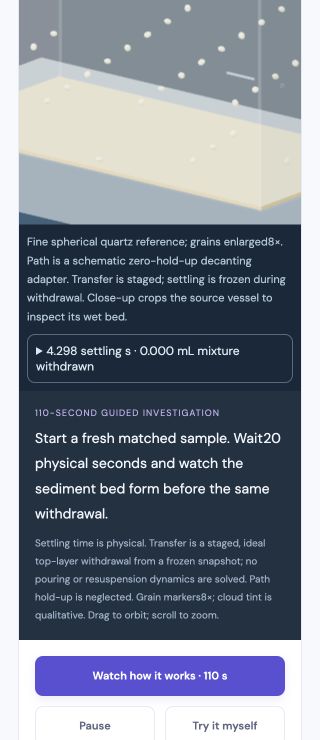 Fine spherical quartz reference; grains enlarged8×.
Path is a schematic zero-hold-up decanting
adapter. Transfer is staged; settling is frozen during
withdrawal. Close-up crops the source vessel to
inspect its wet bed.
▶ 4.298 settling s · 0.000 mL mixture
withdrawn
110-SECOND GUIDED INVESTIGATION
Start a fresh matched sample. Wait20
physical seconds and watch the
sediment bed form before the same
withdrawal.
Settling time is physical. Transfer is a staged, ideal
top-layer withdrawal from a frozen snapshot; no
pouring or resuspension dynamics are solved. Path
hold-up is neglected. Grain markers8×; cloud tint is
qualitative. Drag to orbit; scroll to zoom.
Watch how it works · 110 s
Pause
Try it myself